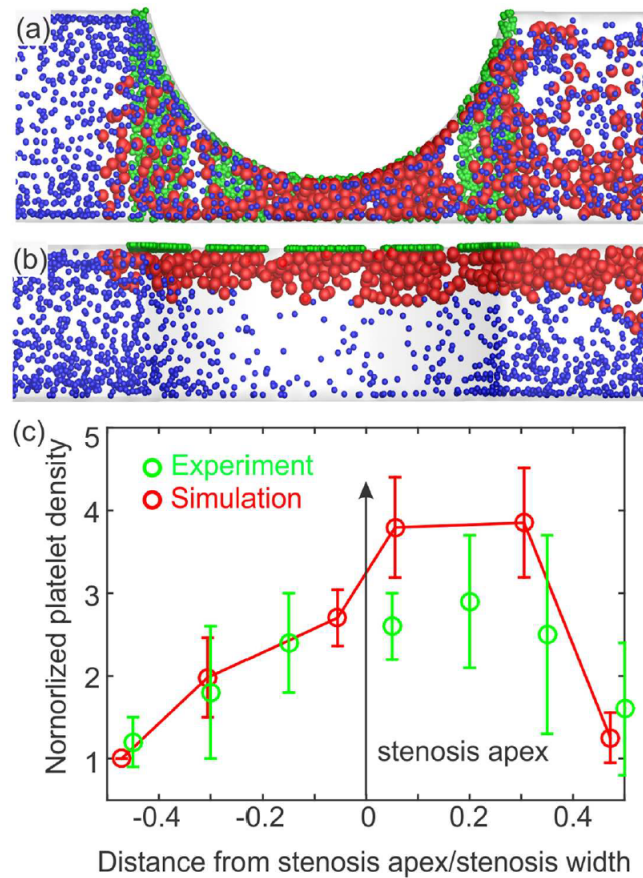 (a)
(b)
(c)
5
4
3
2
1
Nornorlized platelet density
Experiment
Simulation
stenosis apex
-0.4
-0.2
0
0.2
0.4
Distance from stenosis apex/stenosis width